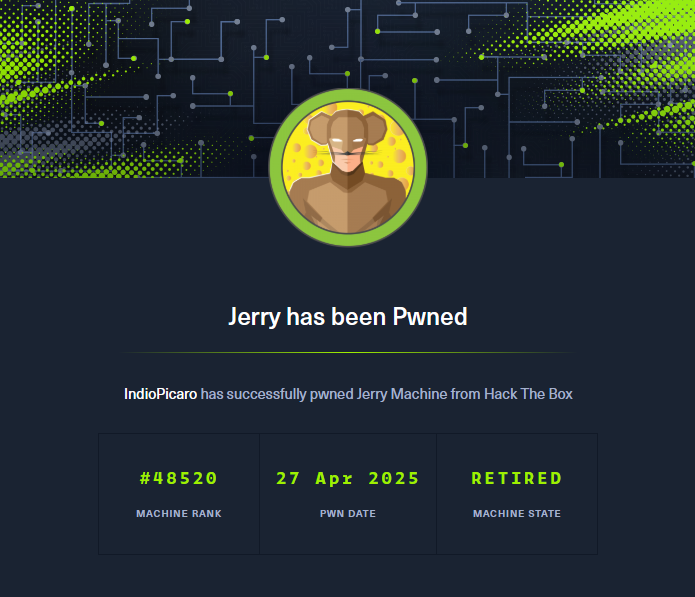 Jerry has been Pwned
IndioPicaro has successfully pwned Jerry Machine from Hack The Box
#48520 27 Apr 2025 RETIRED
MACHINE RANK PWN DATE MACHINE STATE